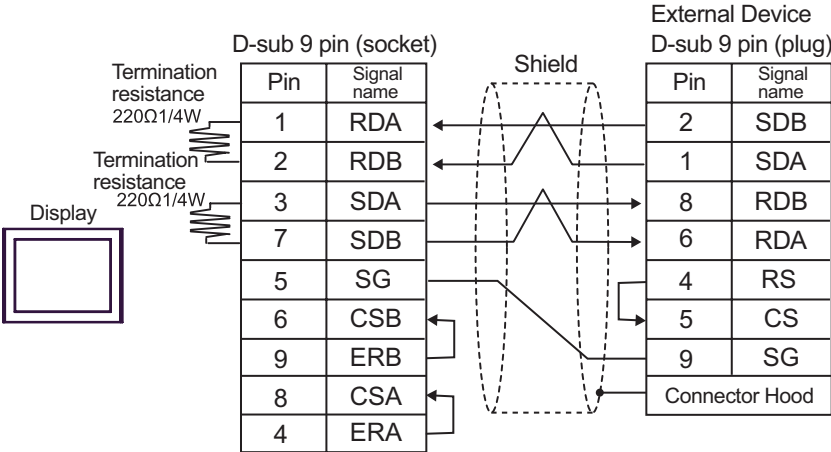 External Device
D-sub 9 pin (socket)
D-sub 9 pin (plug)
Shield
Termination
resistance
220Ω1/4W
Termination
resistance
220Ω1/4W
Display
Pin Signal name
1 RDA
2 RDB
3 SDA
7 SDB
5 SG
6 CSB
9 ERB
8 CSA
4 ERA
Pin Signal name
2 SDB
1 SDA
8 RDB
6 RDA
4 RS
5 CS
9 SG
Connector Hood